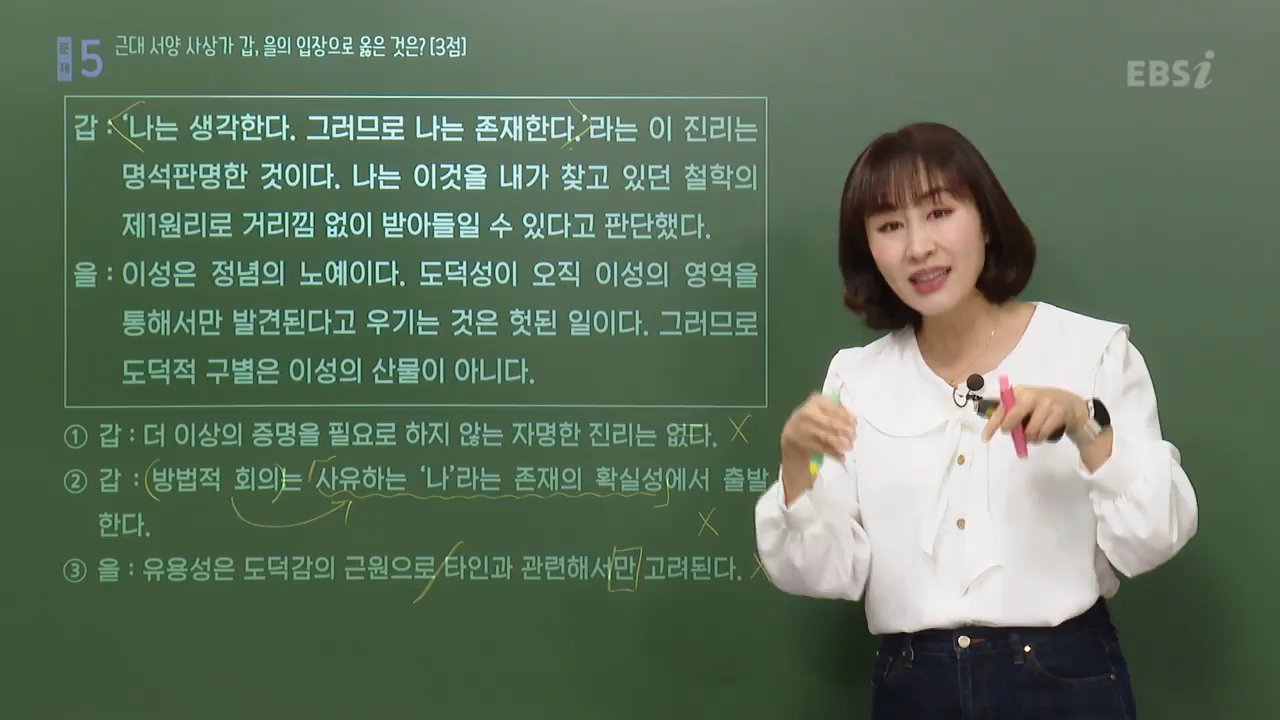 문제 5 근대 서양 사상가 갑, 을의 입장으로 옳은 것은? [3점]
EBSi
갑 : ‘나는 생각한다. 그러므로 나는 존재한다.’라는 이 진리는
명석판명한 것이다. 나는 이것을 내가 찾고 있던 철학의
제1원리로 거리낌 없이 받아들일 수 있다고 판단했다.
을 : 이성은 정념의 노예이다. 도덕성이 오직 이성의 영역을
통해서만 발견된다고 우기는 것은 헛된 일이다. 그러므로
도덕적 구별은 이성의 산물이 아니다.
① 갑 : 더 이상의 증명을 필요로 하지 않는 자명한 진리는 없다. X
② 갑 : 방법적 회의는 ‘사유하는 ‘나’라는 존재의 확실성’에서 출발
한다. X
③ 을 : 유용성은 도덕감의 근원으로 타인과 관련해서만 고려된다. X